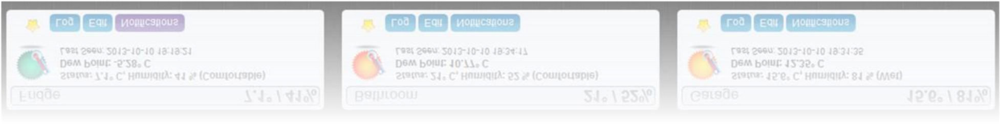 Fridge 7.1° / 41%
Status: 7.1° C, Humidity: 41 % (Comfortable)
Dew Point: -5.28° C
Last Seen: 2013-10-10 19:19:21
Log Edit Notifications
Bathroom 21° / 52%
Status: 21° C, Humidity: 52 % (Comfortable)
Dew Point: 10.77° C
Last Seen: 2013-10-10 19:34:17
Log Edit Notifications
Garage 15.6° / 81%
Status: 15.6° C, Humidity: 81 % (Wet)
Dew Point: 12.35° C
Last Seen: 2013-10-10 19:31:35
Log Edit Notifications